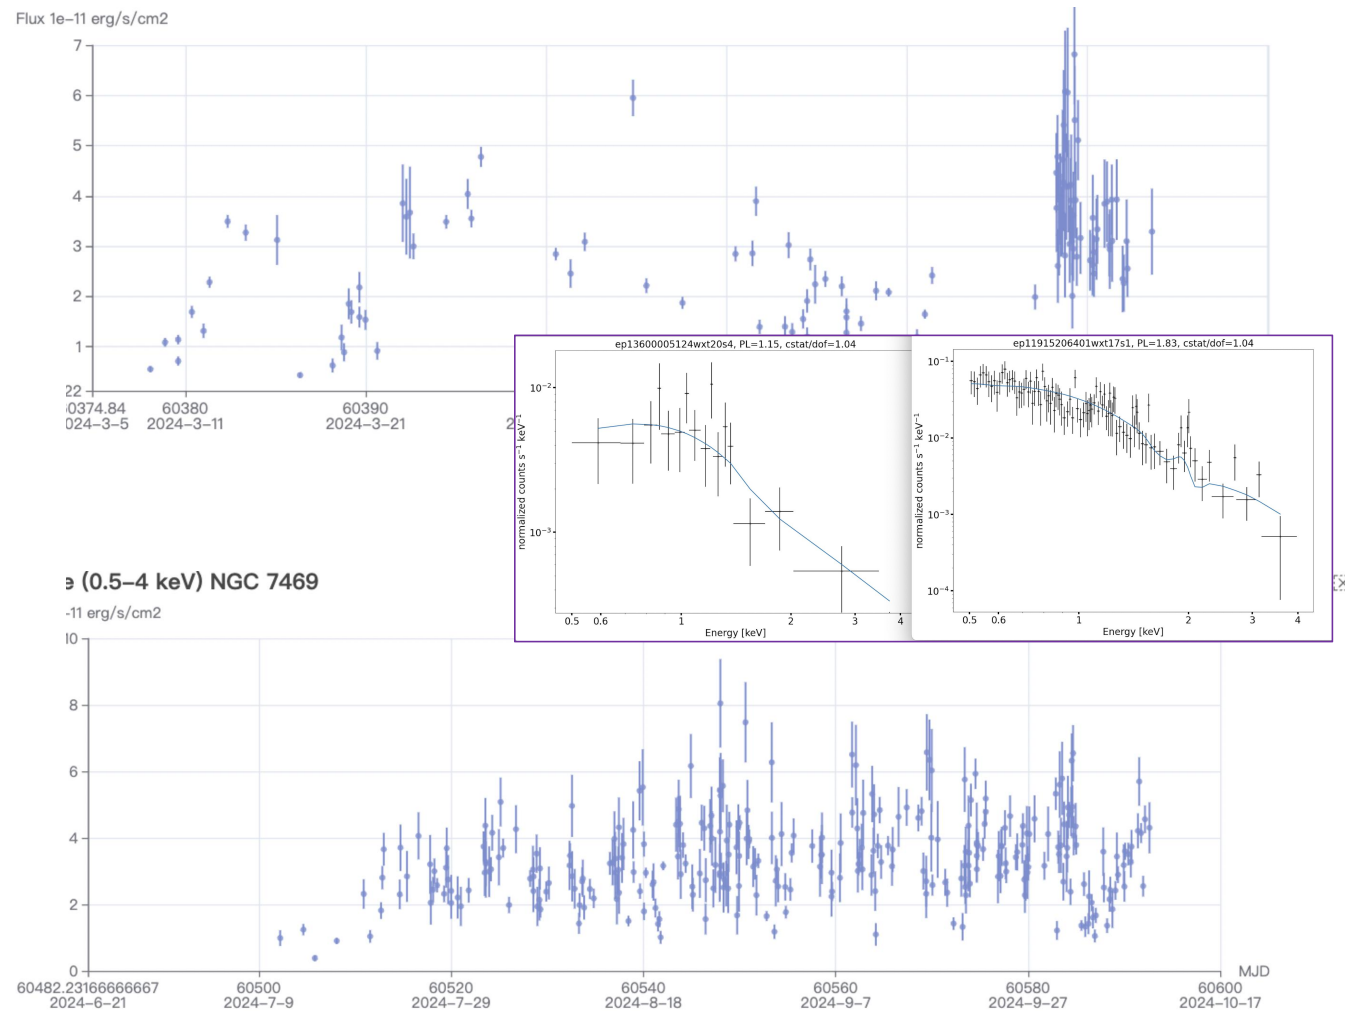 Flux 1e−11 erg/s/cm2
7
6
5
4
3
2
1
22
0374.84
60380
60390
024−3−5
2024−3−11
2024−3−21
2
ep13600005124wxt20s4, PL=1.15, cstat/dof=1.04
normalized counts s⁻¹ keV⁻¹
10⁻²
10⁻³
0.5 0.6 1 2 3 4
Energy [keV]
ep11915206401wxt17s1, PL=1.83, cstat/dof=1.04
normalized counts s⁻¹ keV⁻¹
10⁻¹
10⁻²
10⁻³
10⁻⁴
0.5 0.6 1 2 3 4
Energy [keV]
e (0.5–4 keV) NGC 7469
-11 erg/s/cm2
10
8
6
4
2
0
60482.23166666667 60500 60520 60540 60560 60580 60600
MJD
2024−6−21 2024−7−9 2024−7−29 2024−8−18 2024−9−7 2024−9−27 2024−10−17